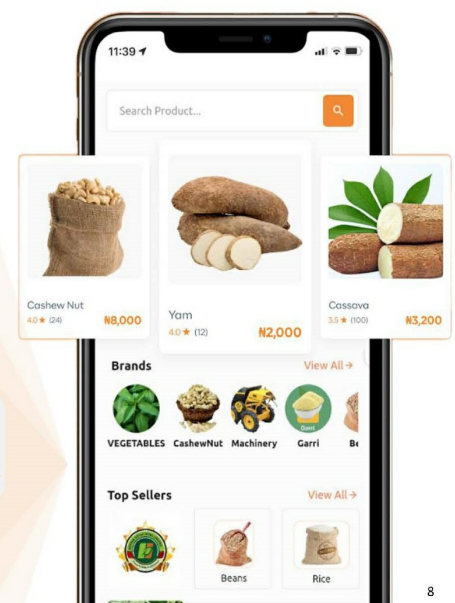 11:39
Search Product...
Cashew Nut
4.0 ★ (24) ₦8,000
Yam
4.0 ★ (12) ₦2,000
Cassava
3.5 ★ (100) ₦3,200
Brands View All →
VEGETABLES CashewNut Machinery Garri Be
Top Sellers View All →
Beans
Rice
8